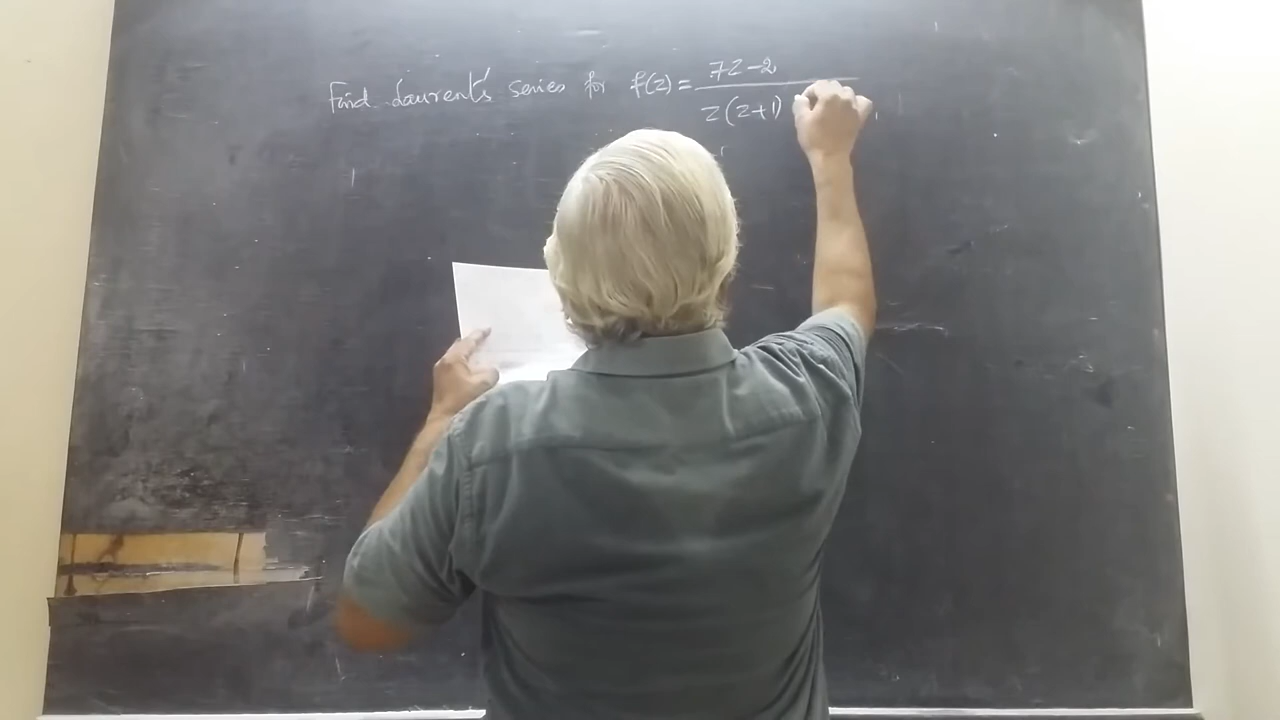 Find Laurent's series for f(z) = 7z-2 / z(z+1)